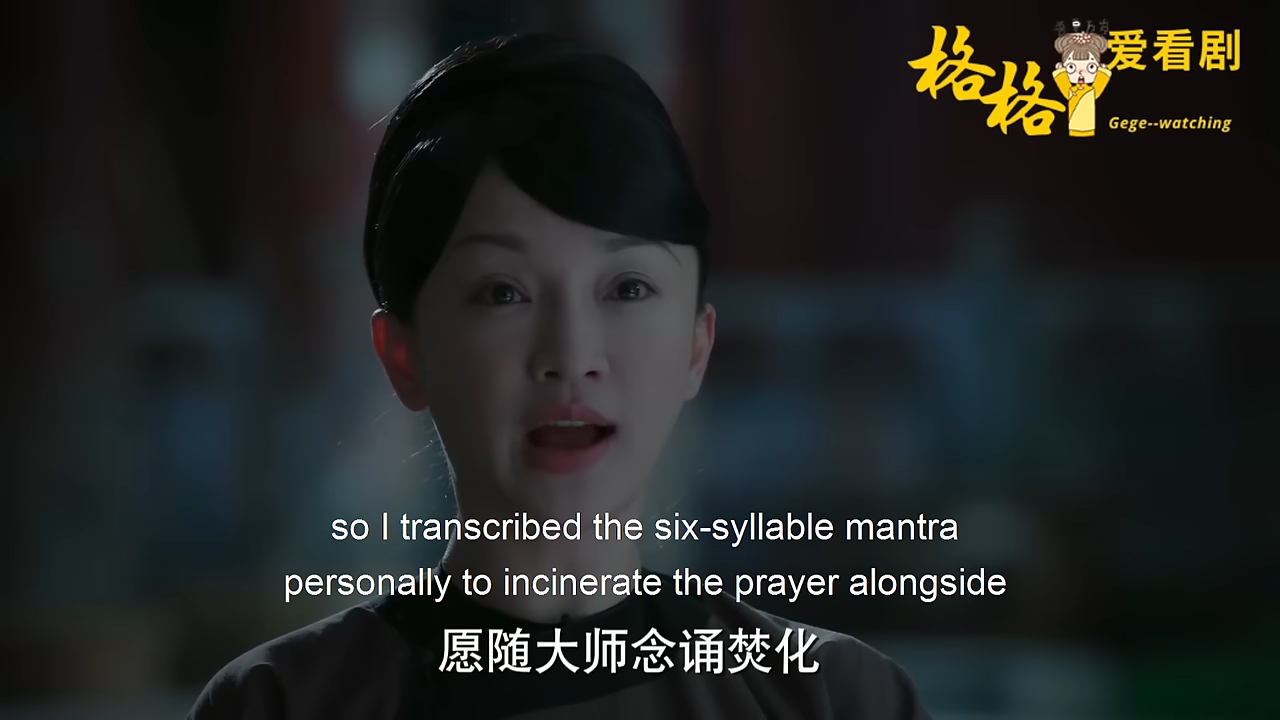 格格爱看剧
Gege--watching
so I transcribed the six-syllable mantra
personally to incinerate the prayer alongside
愿随大师念诵焚化